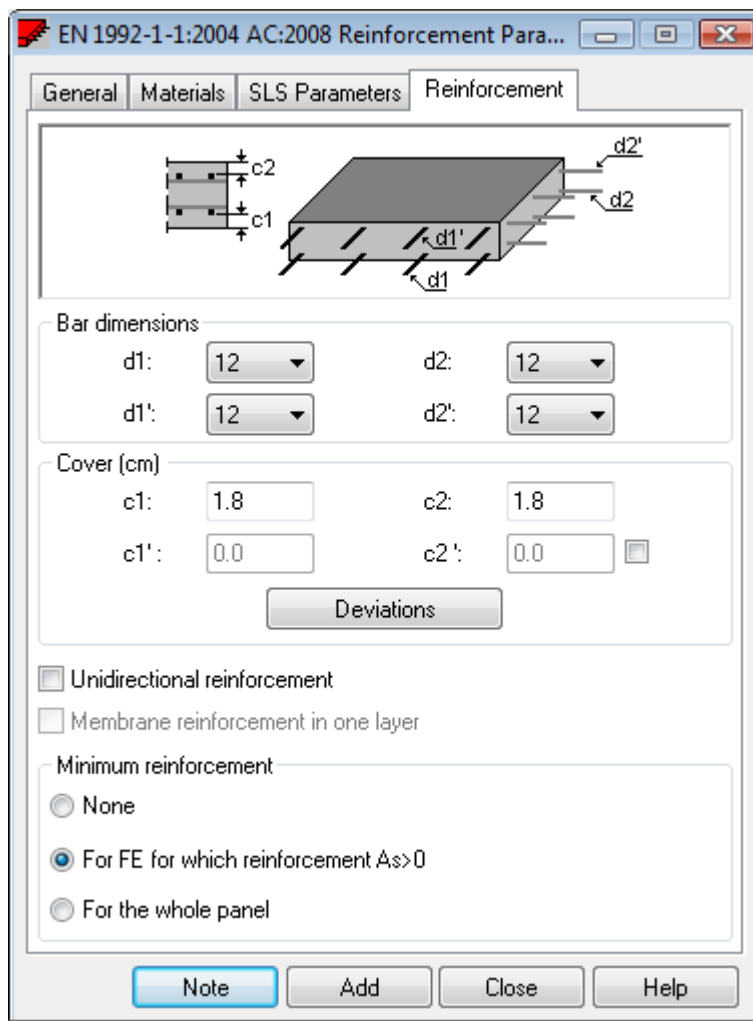 EN 1992-1-1:2004 AC:2008 Reinforcement Para...
General Materials SLS Parameters Reinforcement
d2'
c2
d2
c1
d1'
d1
Bar dimensions
d1: 12 d2: 12
d1': 12 d2': 12
Cover (cm)
c1: 1.8 c2: 1.8
c1' : 0.0 c2 ': 0.0
Deviations
Unidirectional reinforcement
Membrane reinforcement in one layer
Minimum reinforcement
None
For FE for which reinforcement As>0
For the whole panel
Note Add Close Help